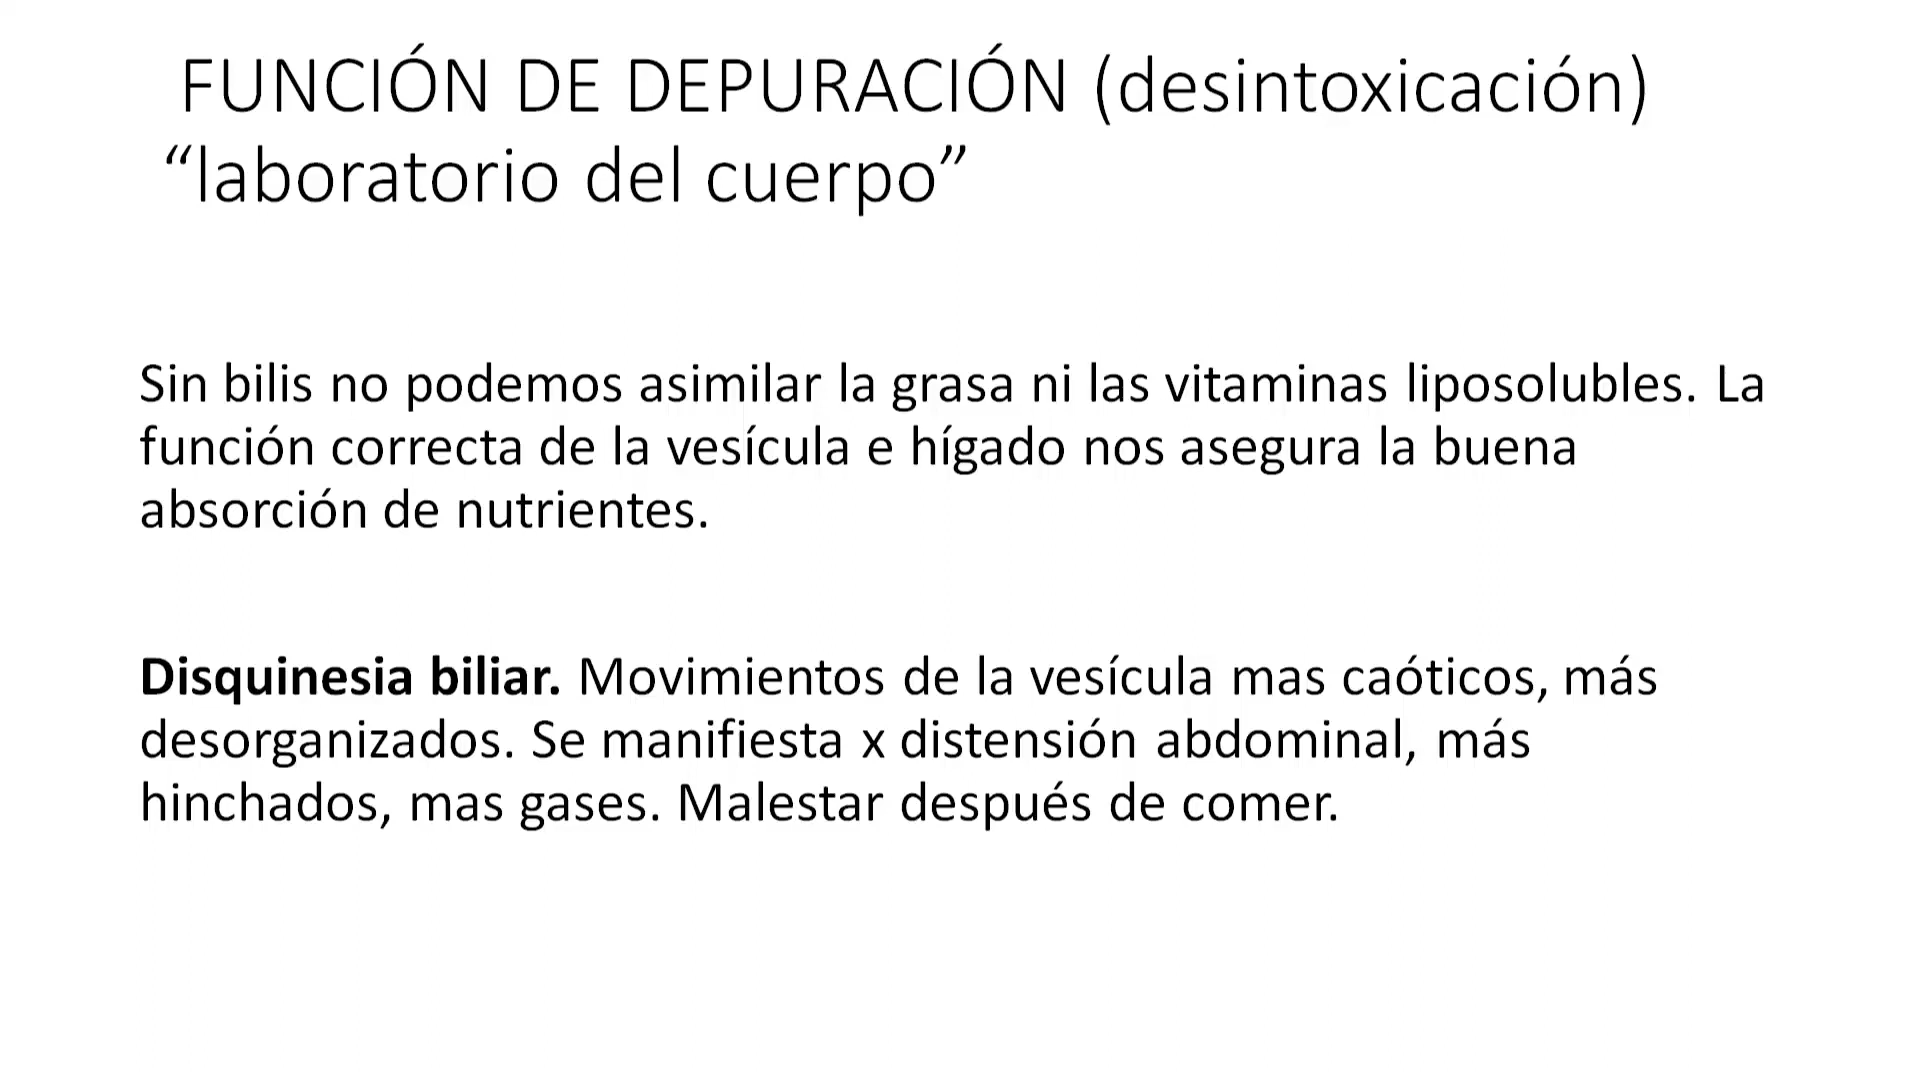 FUNCIÓN DE DEPURACIÓN (desintoxicación)
“laboratorio del cuerpo”
Sin bilis no podemos asimilar la grasa ni las vitaminas liposolubles. La
función correcta de la vesícula e hígado nos asegura la buena
absorción de nutrientes.
Disquinesia biliar. Movimientos de la vesícula mas caóticos, más
desorganizados. Se manifiesta x distensión abdominal, más
hinchados, mas gases. Malestar después de comer.